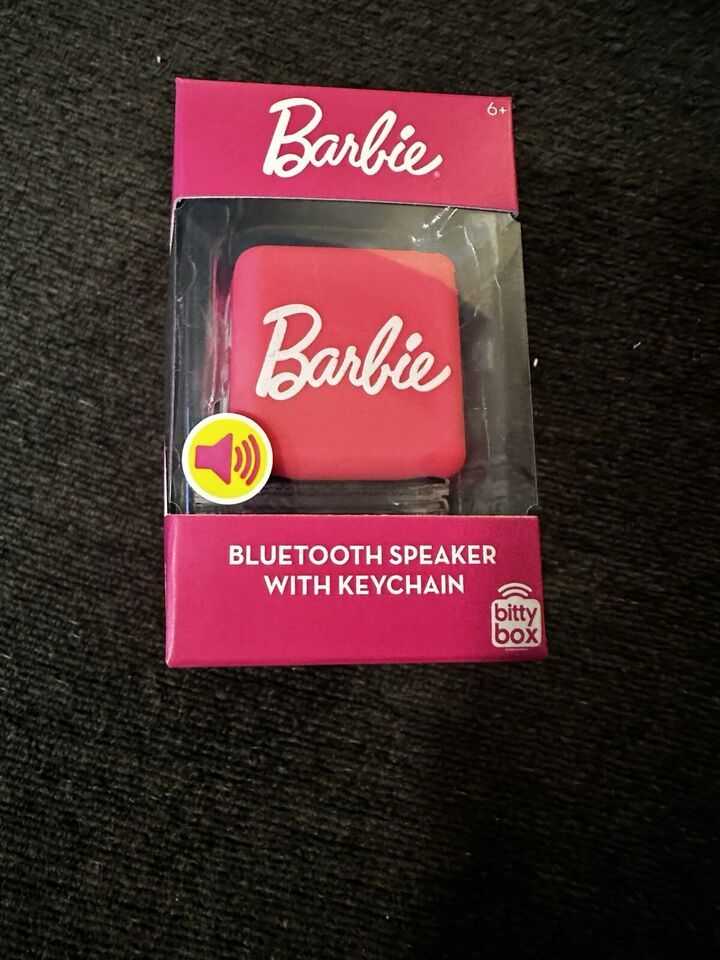 Barbie
6+
Barbie
BLUETOOTH SPEAKER
WITH KEYCHAIN
bitty
box